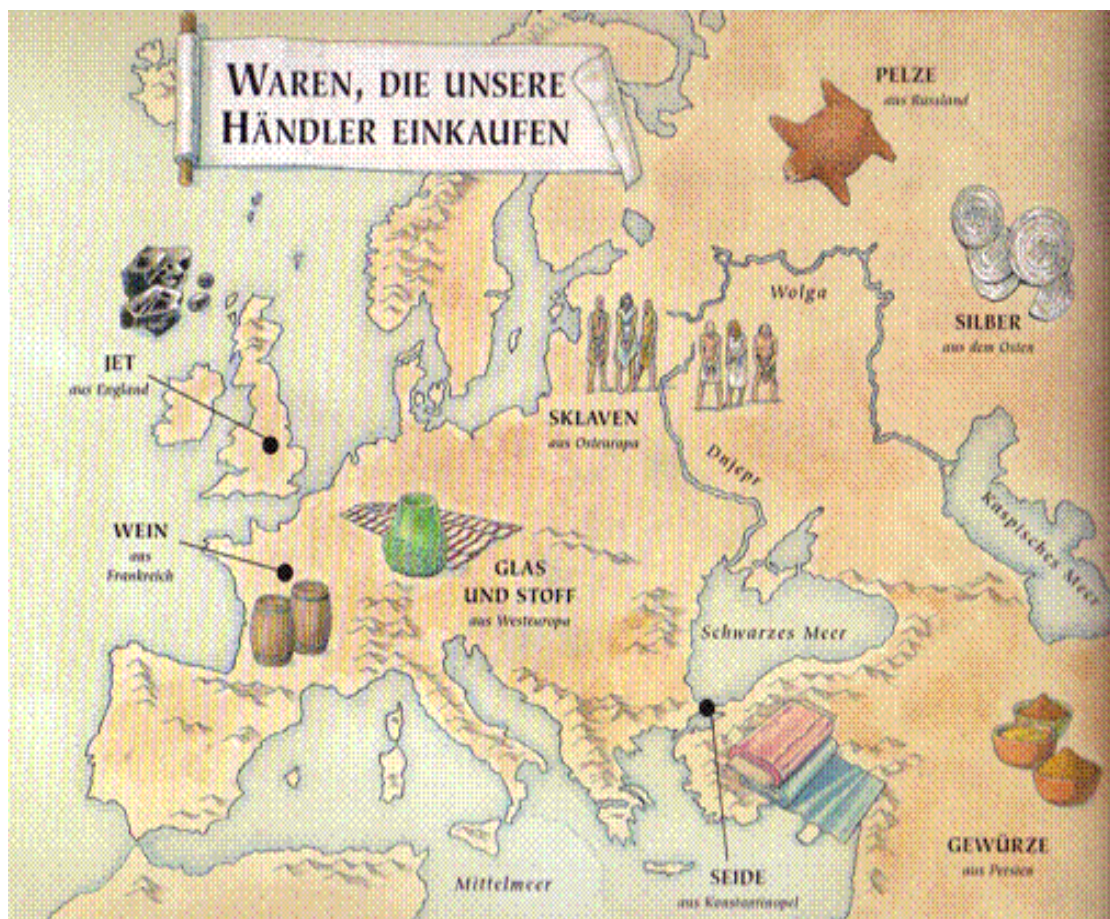 WAREN, DIE UNSERE
HÄNDLER EINKAUFEN
PELZE
aus Russland
SILBER
aus dem Osten
Wolga
JET
aus England
SKLAVEN
aus Osteuropa
Dnjepr
Kaspisches Meer
WEIN
aus
Frankreich
GLAS
UND STOFF
aus Westeuropa
Schwarzes Meer
GEWÜRZE
aus Persien
SEIDE
aus Konstantinopel
Mittelmeer